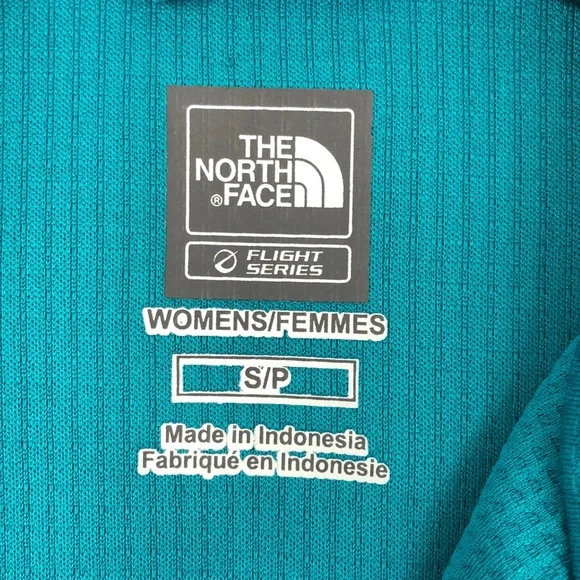 THE
NORTH
® FACE
FLIGHT
SERIES
WOMENS/FEMMES
S/P
Made in Indonesia
Fabriqué en Indonesie